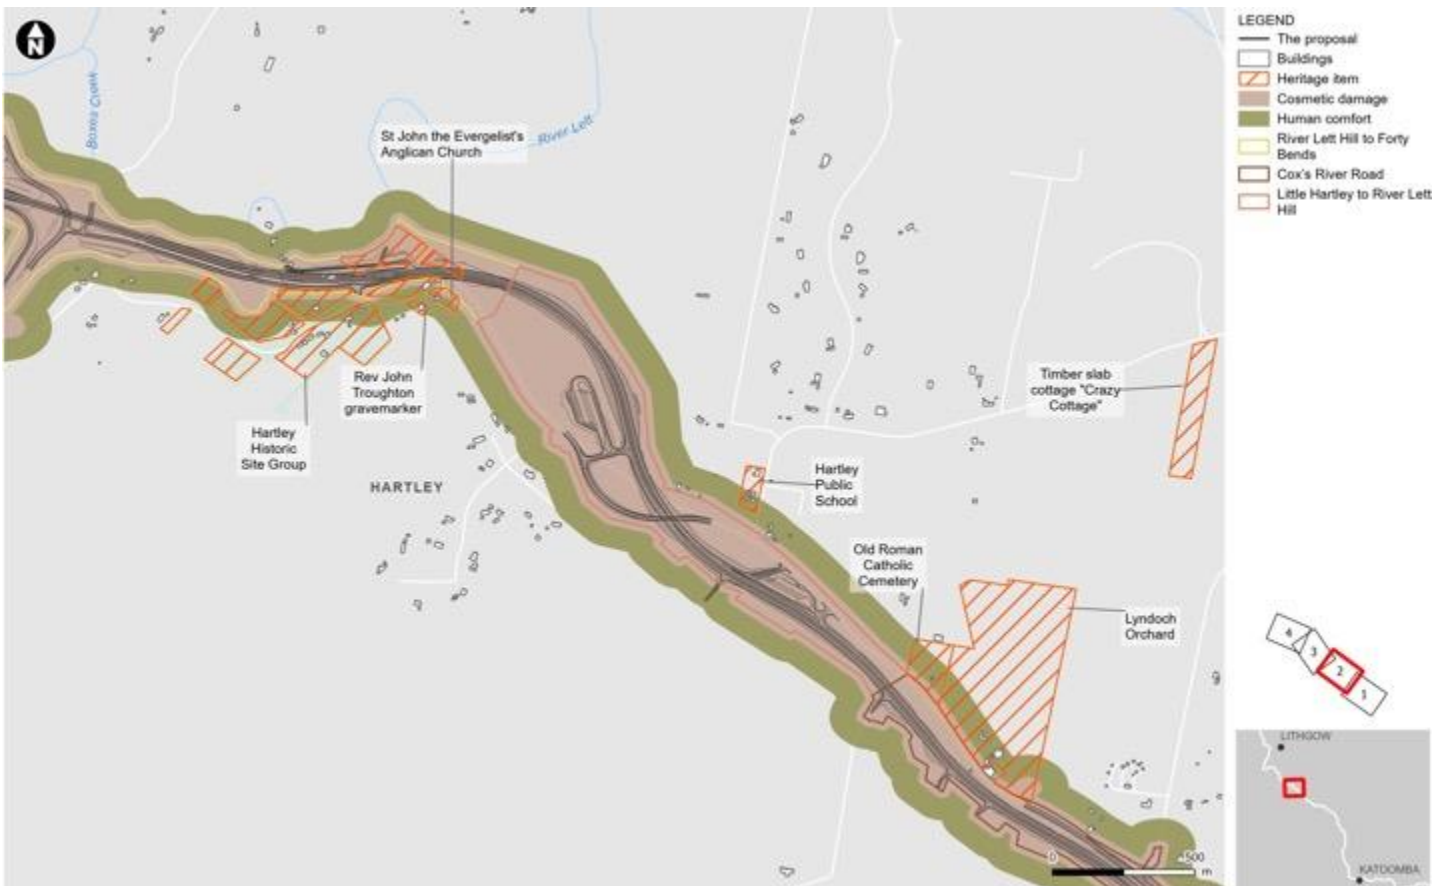 N
LEGEND
The proposal
Buildings
Heritage item
Cosmetic damage
Human comfort
River Lett Hill to Forty
Bends
Cox's River Road
Little Hartley to River Lett
Hill
Boxes Creek
River Lett
St John the Evergelist's
Anglican Church
Rev John
Troughton
gravemarker
Hartley
Historic
Site Group
HARTLEY
Timber slab
cottage "Crazy
Cottage"
Hartley
Public
School
Old Roman
Catholic
Cemetery
Lyndoch
Orchard
4
3
2
1
LITHGOW
KATOOMBA
0
500
m